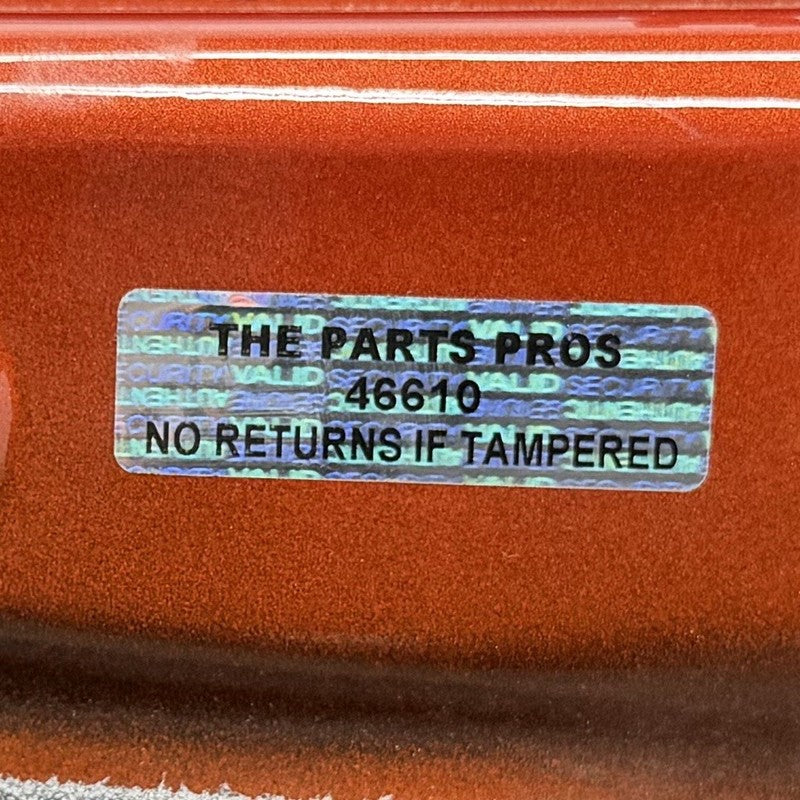 THE PARTS PROS
46610
NO RETURNS IF TAMPERED